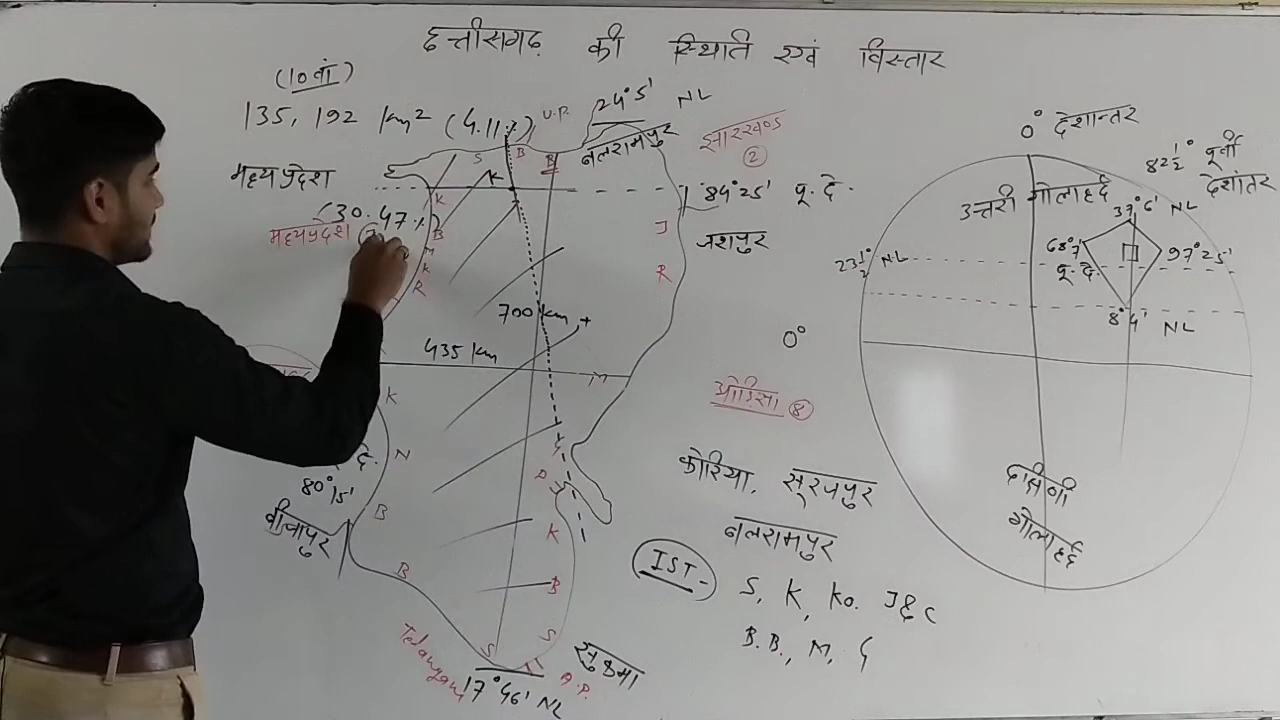 छत्तीसगढ़ की स्थिति एवं विस्तार
(10वां)
135, 192 km² (4.11%)
U.P.
24°5' NL
बलरामपुर
झारखण्ड
②
मध्य प्रदेश
(30.47%)
मध्यप्रदेश
S
B
B
K
K
B
M
K
R
84°25' पू. दे.
जशपुर
J
R
700 km
435 km
M
ओडिसा ⑧
0°
K
N
B
B
दे.
80°15'
बीजापुर
K
B
S
S
Telangana
17°46' NL
A.P.
सुकमा
कोरिया, सूरजपुर
बलरामपुर
IST-
S, K, Ko. J&C
B.B., M, G
0° देशान्तर
82½° पूर्वी
देशांतर
उत्तरी गोलार्द्ध
37°6' NL
68°7'
पू. दे.
97°25'
23½° NL
8°4' NL
दक्षिणी
गोलार्द्ध